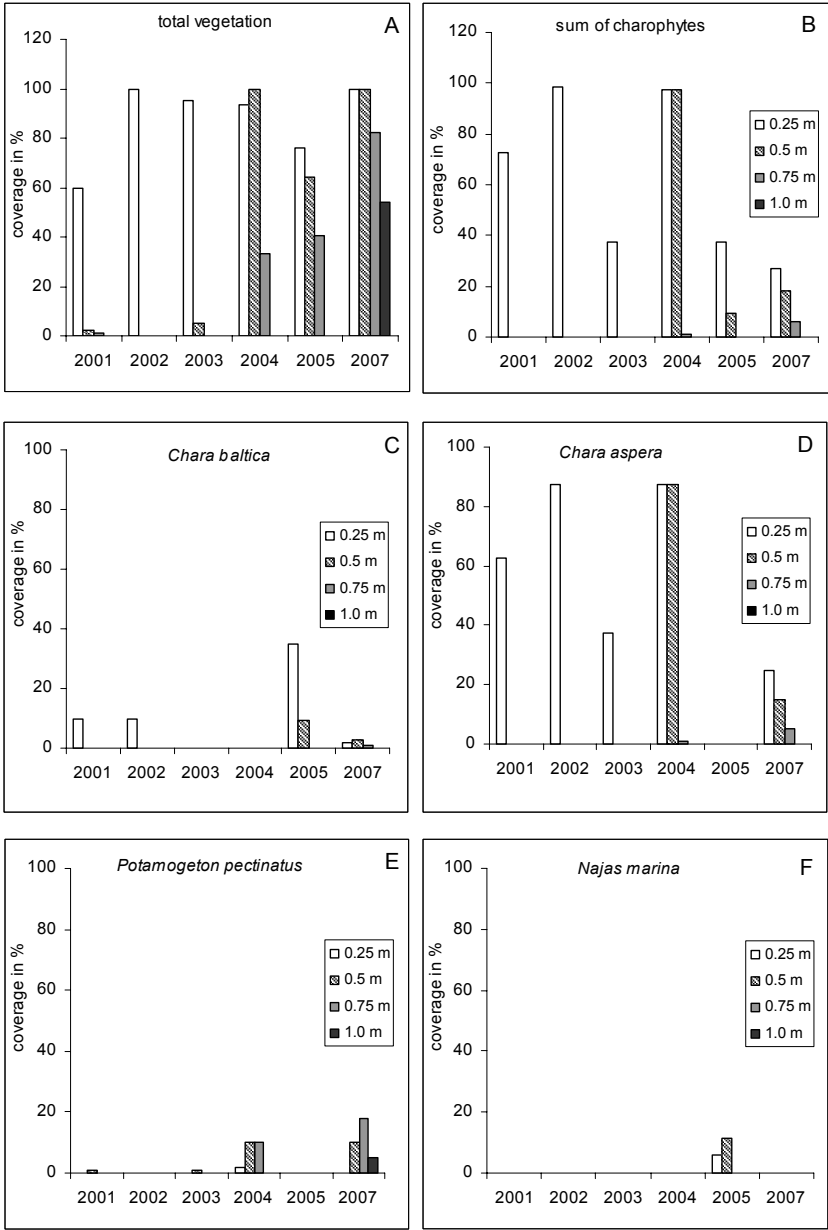 total vegetation
A
120
100
80
60
40
20
0
coverage in %
2001 2002 2003 2004 2005 2007
sum of charophytes
B
120
100
80
60
40
20
0
coverage in %
0.25 m
0.5 m
0.75 m
1.0 m
2001 2002 2003 2004 2005 2007
Chara baltica
C
100
80
60
40
20
0
coverage in %
0.25 m
0.5 m
0.75 m
1.0 m
2001 2002 2003 2004 2005 2007
Chara aspera
D
100
80
60
40
20
0
coverage in %
0.25 m
0.5 m
0.75 m
1.0 m
2001 2002 2003 2004 2005 2007
Potamogeton pectinatus
E
100
80
60
40
20
0
coverage in %
0.25 m
0.5 m
0.75 m
1.0 m
2001 2002 2003 2004 2005 2007
Najas marina
F
100
80
60
40
20
0
coverage in %
0.25 m
0.5 m
0.75 m
1.0 m
2001 2002 2003 2004 2005 2007